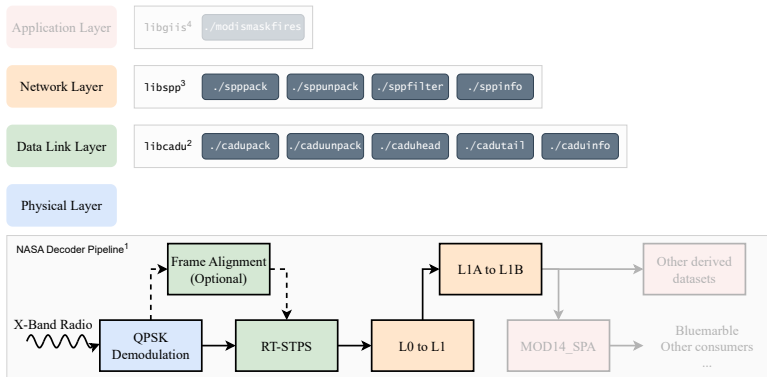 Application Layer
libgiis4 ./modismaskfires
Network Layer
libspp3 ./spppack ./sppunpack ./sppfilter ./sppinfo
Data Link Layer
libcadu2 ./cadupack ./caduunpack ./caduhead ./cadutail ./caduinfo
Physical Layer
NASA Decoder Pipeline1
Frame Alignment
(Optional)
L1A to L1B
Other derived
datasets
X-Band Radio
QPSK
Demodulation
RT-STPS
L0 to L1
MOD14_SPA
Bluemarble
Other consumers
...